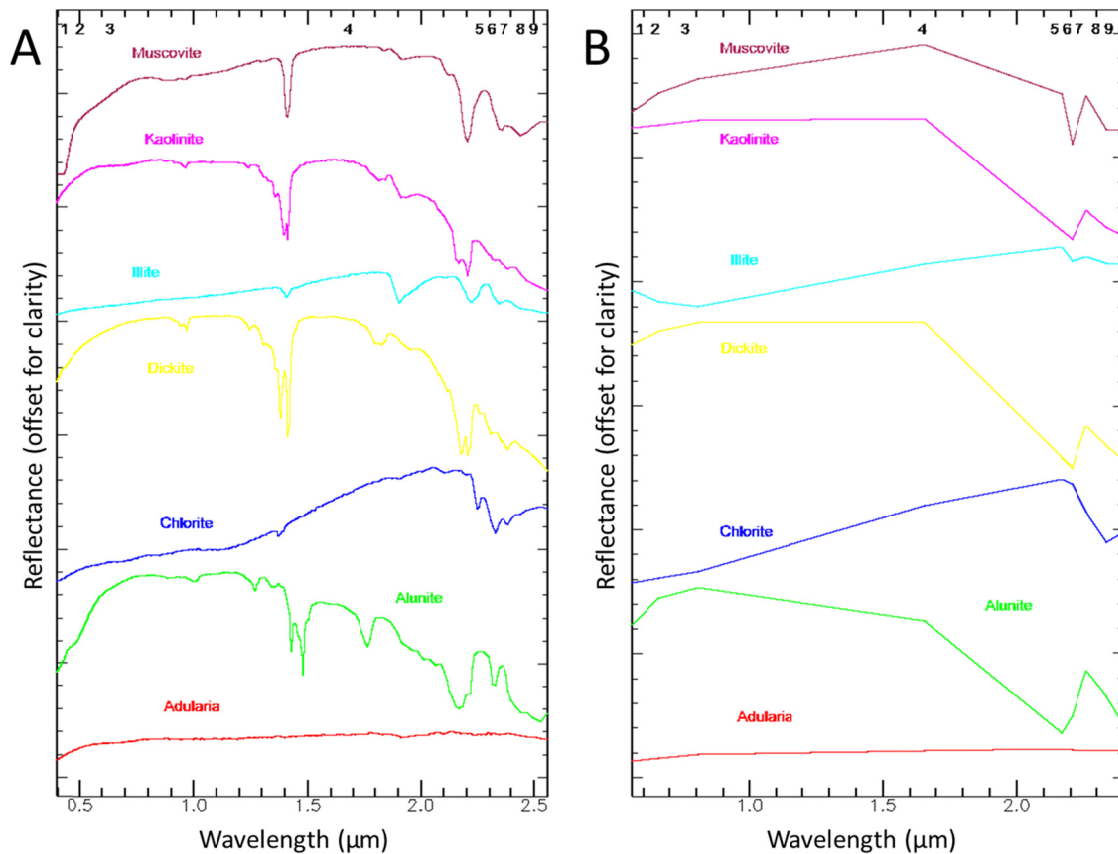 A
1 2 3 4 5 6 7 8 9
Muscovite
Kaolinite
Illite
Dickite
Chlorite
Alunite
Adularia
Reflectance (offset for clarity)
0.5 1.0 1.5 2.0 2.5
Wavelength (µm)
B
1 2 3 4 5 6 7 8 9
Muscovite
Kaolinite
Illite
Dickite
Chlorite
Alunite
Adularia
Reflectance (offset for clarity)
1.0 1.5 2.0
Wavelength (µm)